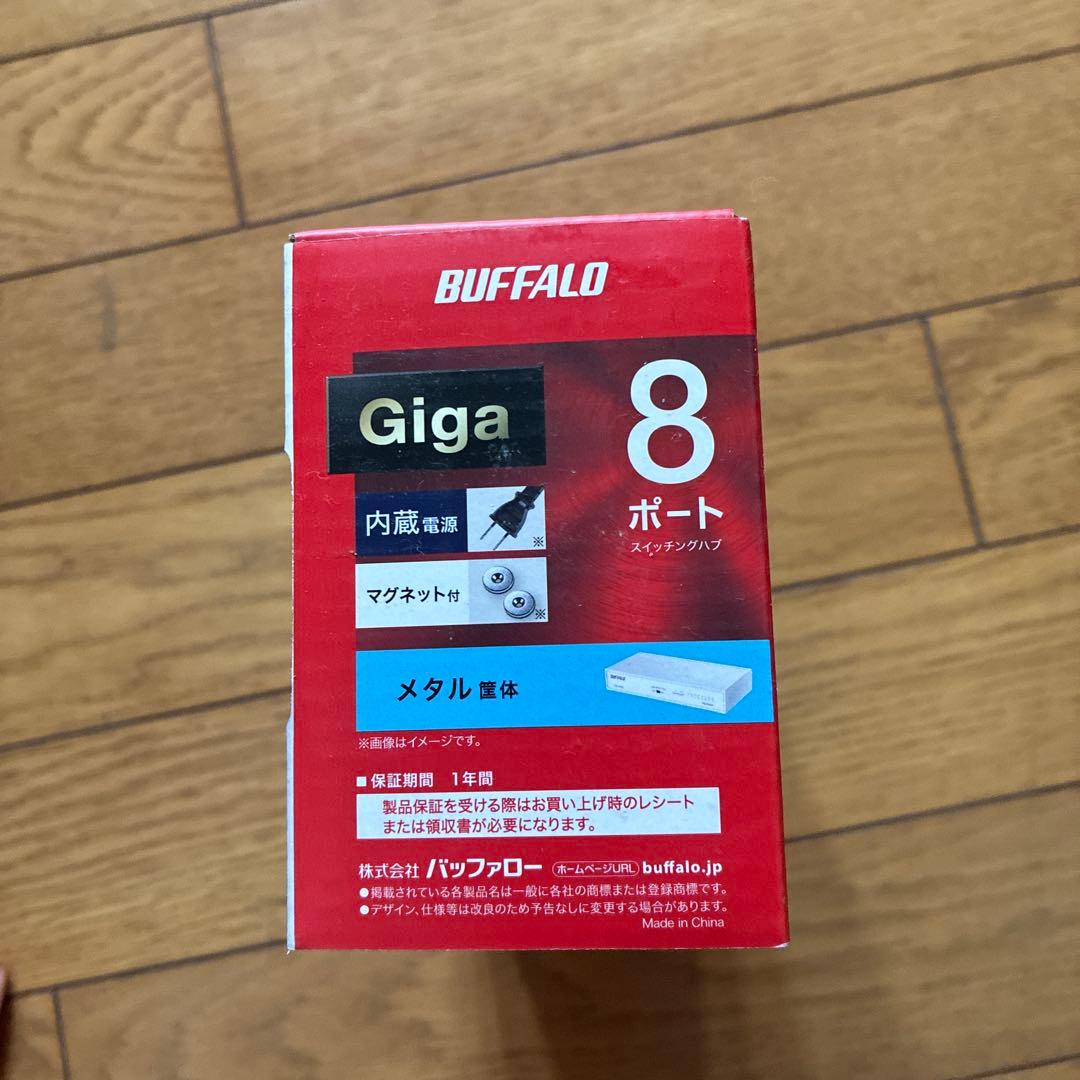 BUFFALO
Giga
8
ポート
スイッチングハブ
内蔵電源
※
マグネット付
※
メタル筐体
BUFFALO
※画像はイメージです。
■保証期間 1年間
製品保証を受ける際はお買い上げ時のレシート
または領収書が必要になります。
株式会社 バッファロー ホームページURL buffalo.jp
●掲載されている各製品名は一般に各社の商標または登録商標です。
●デザイン、仕様等は改良のため予告なしに変更する場合があります。
Made in China